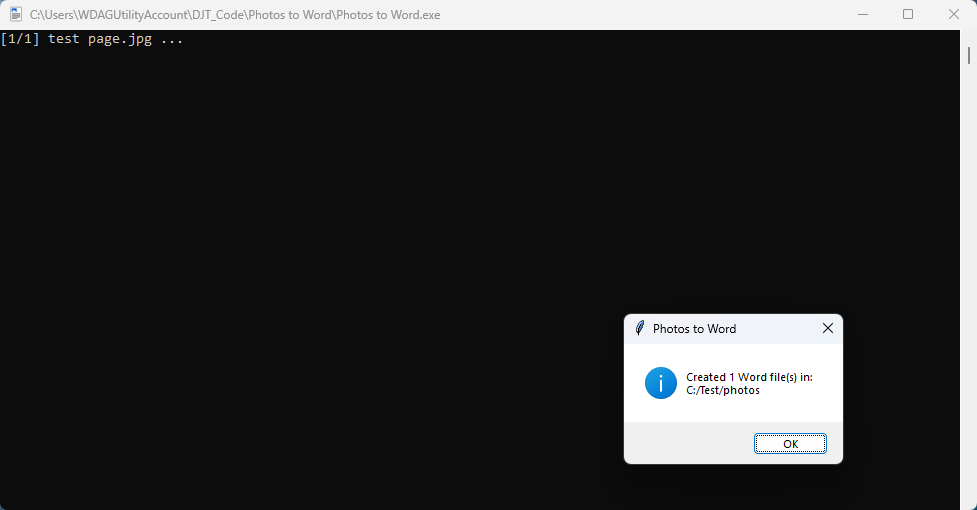 C:\Users\WDAGUtilityAccount\DJT_Code\Photos to Word\Photos to Word.exe
[1/1] test page.jpg ...
Photos to Word
Created 1 Word file(s) in:
C:/Test/photos
OK